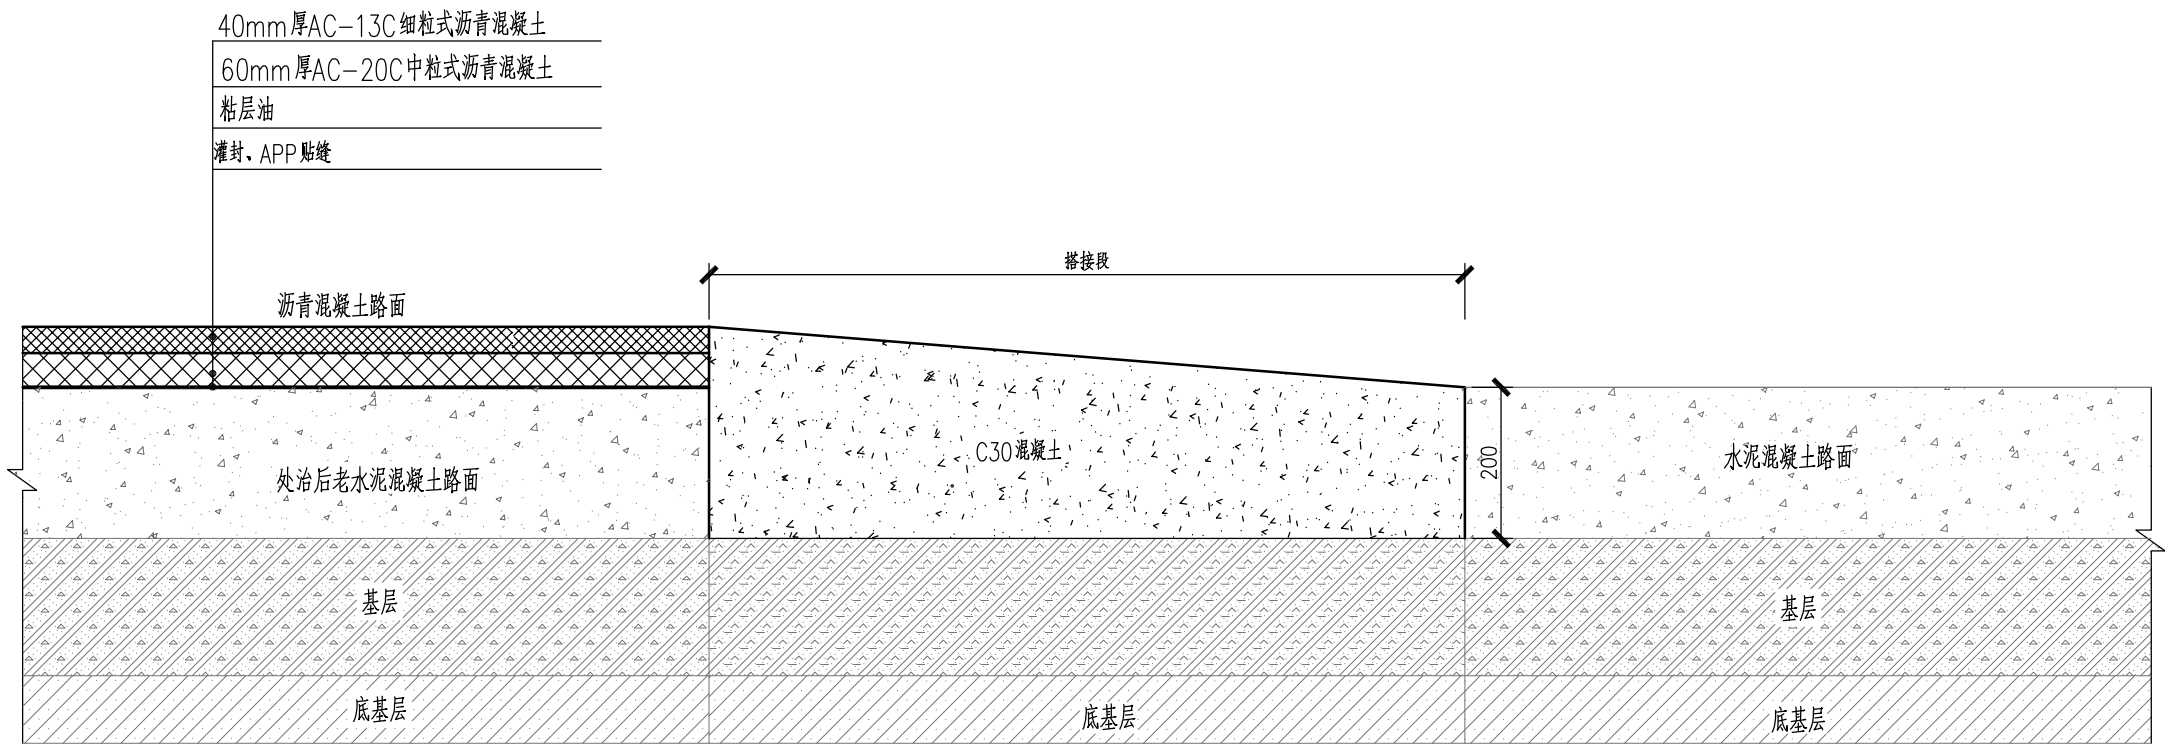 40mm厚AC-13C细粒式沥青混凝土
60mm厚AC-20C中粒式沥青混凝土
粘层油
灌封、APP贴缝
搭接段
沥青混凝土路面
C30混凝土
200
水泥混凝土路面
处治后老水泥混凝土路面
基层
基层
底基层
底基层
底基层